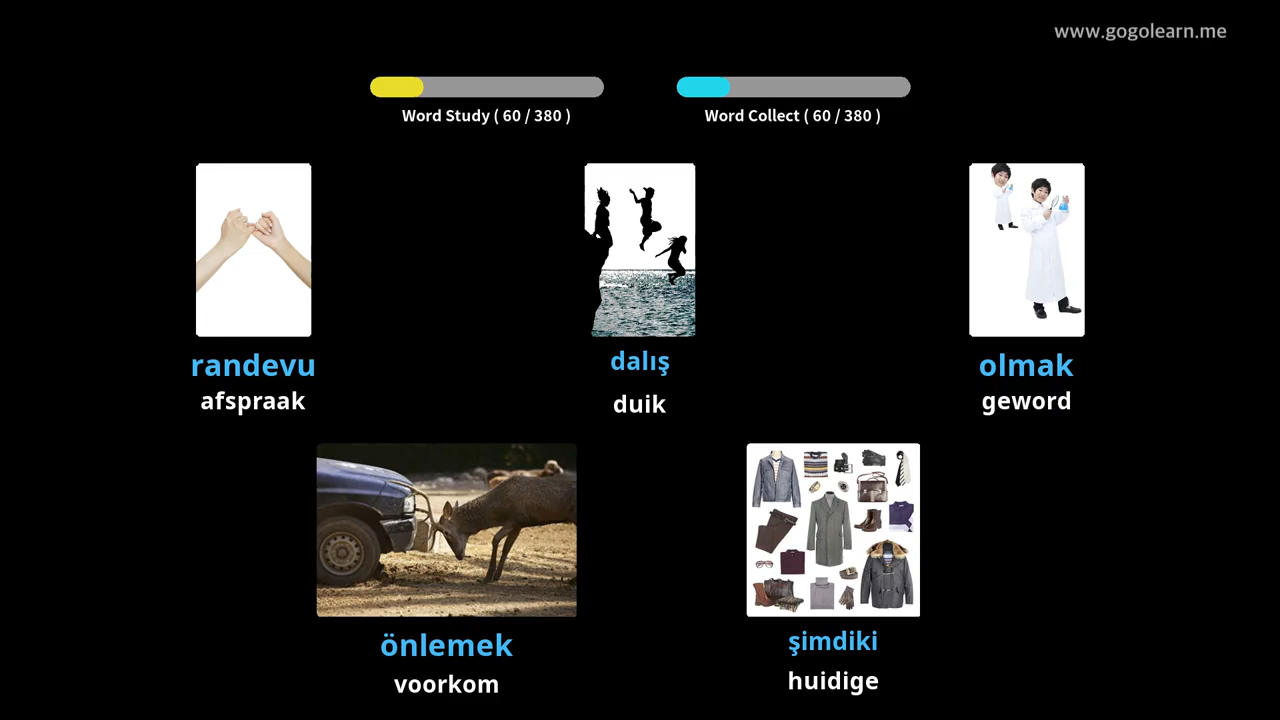 www.gogolearn.me
Word Study ( 60 / 380 )
Word Collect ( 60 / 380 )
randevu
afspraak
dalış
duik
olmak
geword
önlemek
voorkom
şimdiki
huidige